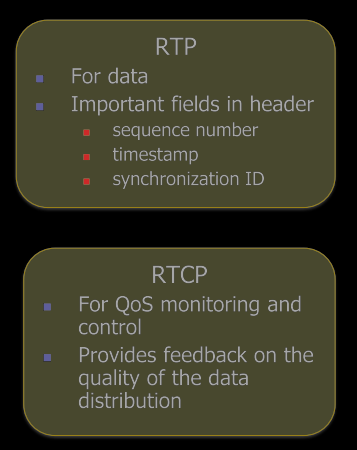 RTP
For data
Important fields in header
sequence number
timestamp
synchronization ID
RTCP
For QoS monitoring and
control
Provides feedback on the
quality of the data
distribution